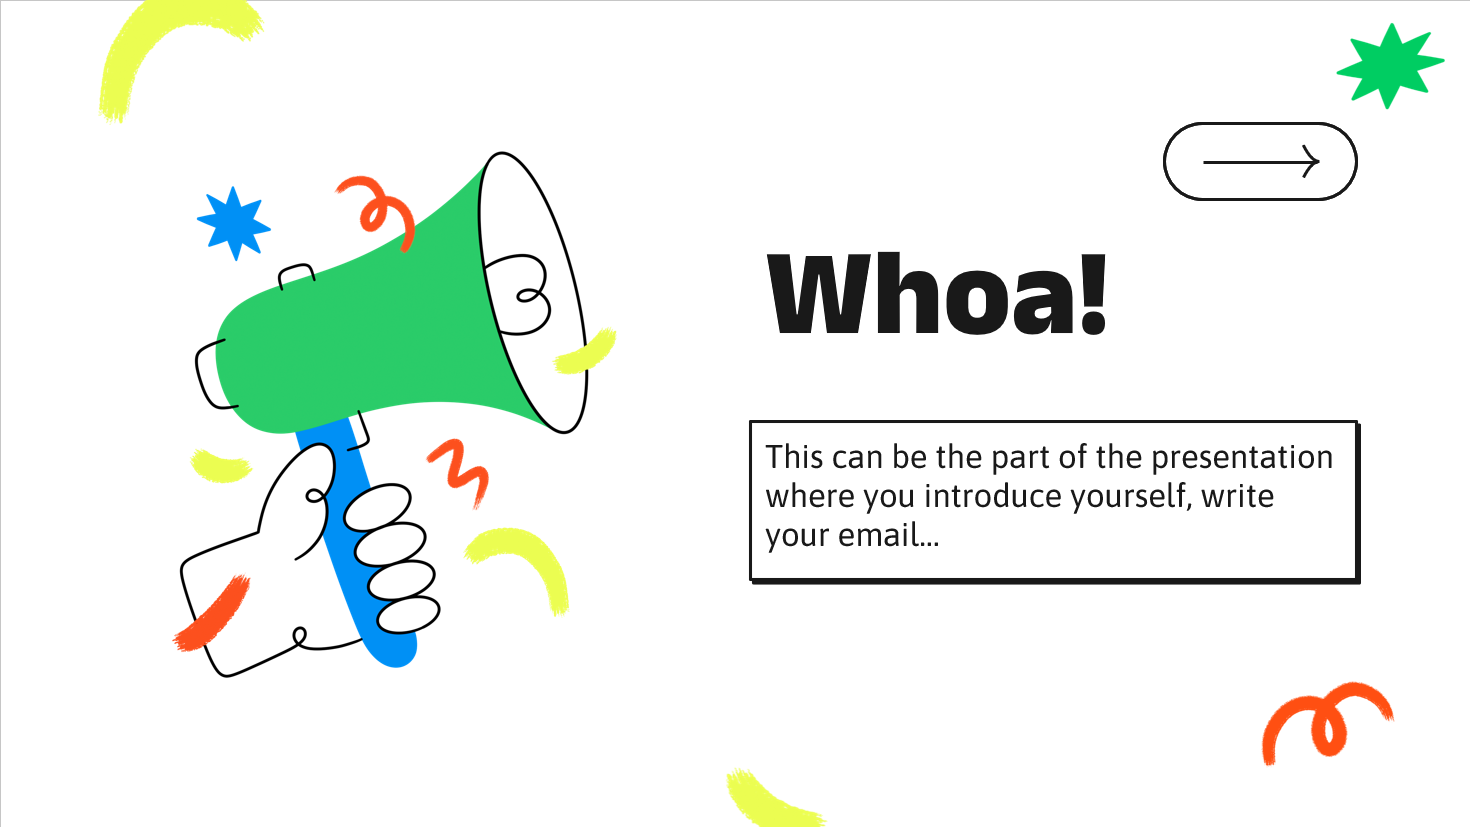 Whoa!
This can be the part of the presentation
where you introduce yourself, write
your email...